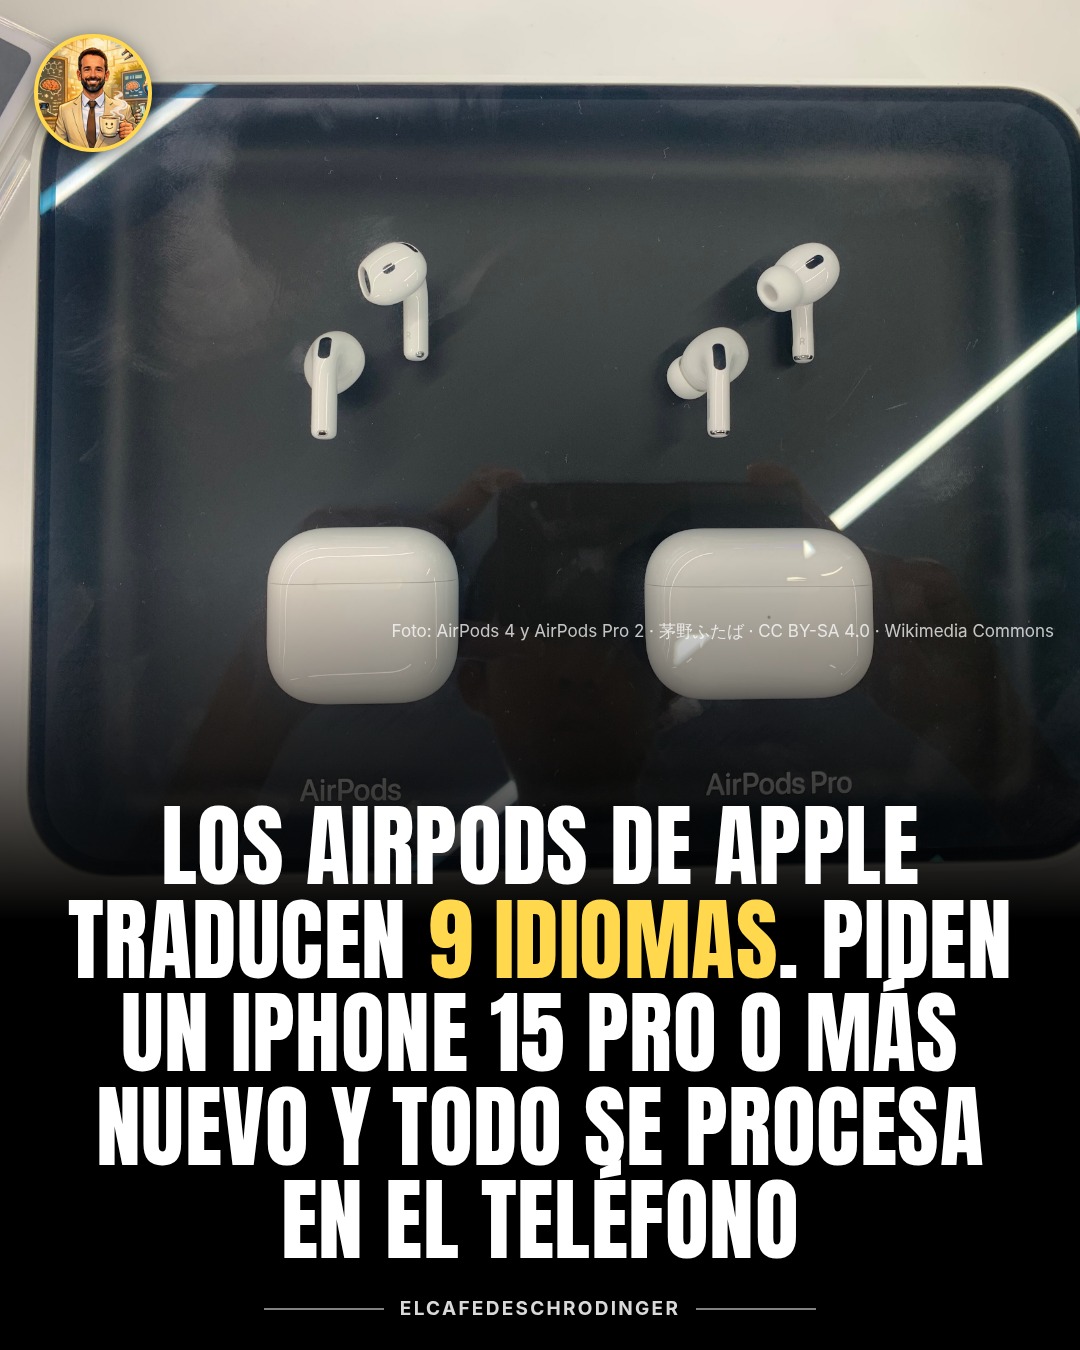 Foto: AirPods 4 y AirPods Pro 2 · 茅野ふたば · CC BY-SA 4.0 · Wikimedia Commons
AirPods
AirPods Pro
LOS AIRPODS DE APPLE
TRADUCEN 9 IDIOMAS. PIDEN
UN IPHONE 15 PRO O MÁS
NUEVO Y TODO SE PROCESA
EN EL TELÉFONO
ELCAFEDESCHRODINGER